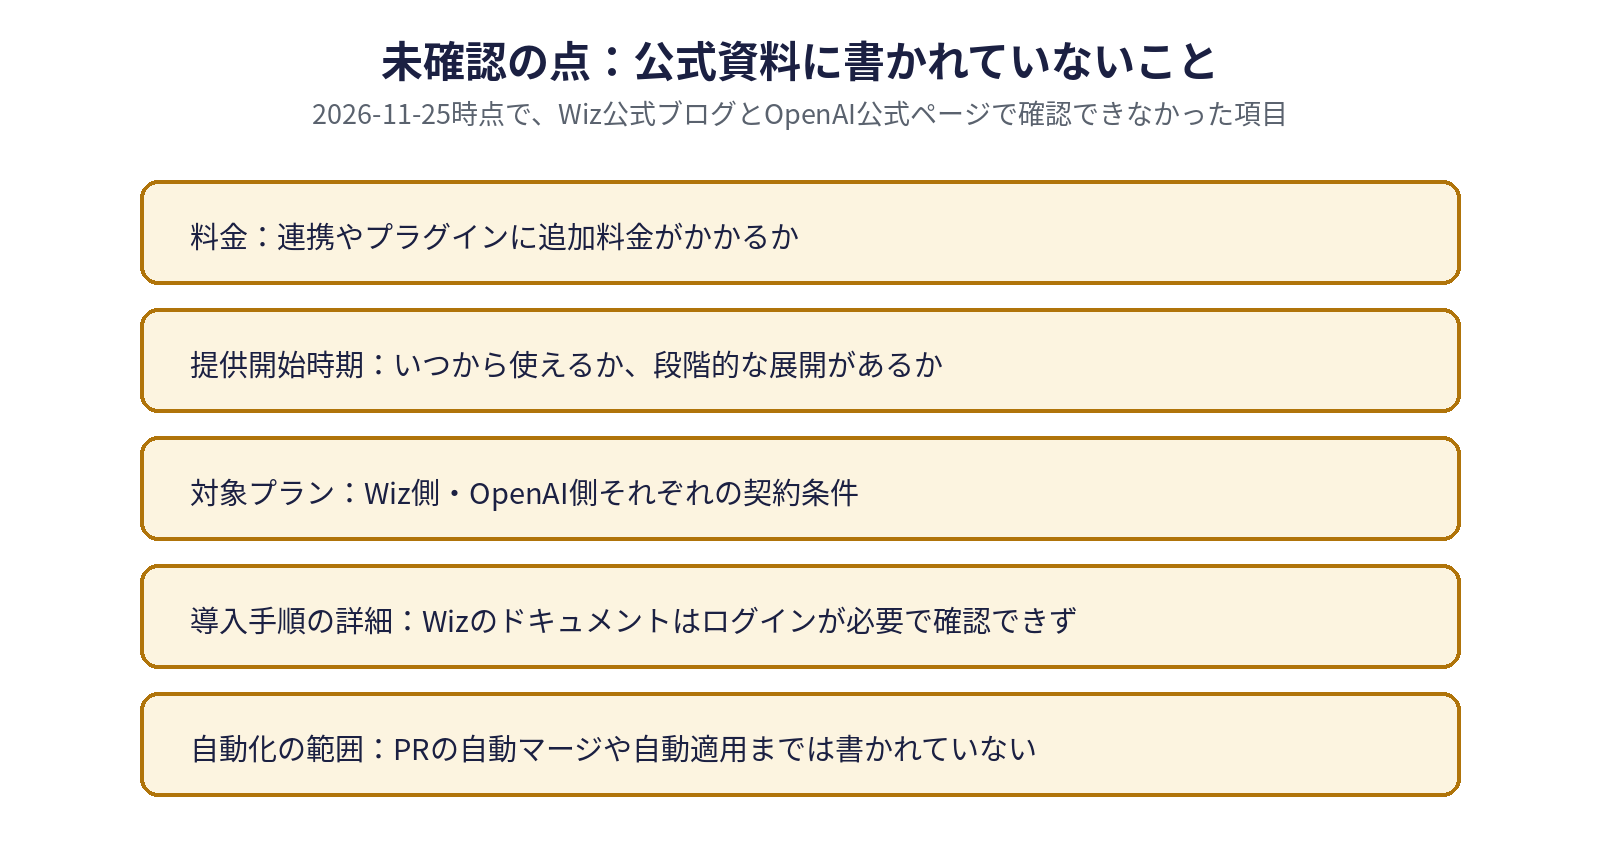 未確認の点：公式資料に書かれていないこと
2026-11-25時点で、Wiz公式ブログとOpenAI公式ページで確認できなかった項目
料金：連携やプラグインに追加料金がかかるか
提供開始時期：いつから使えるか、段階的な展開があるか
対象プラン：Wiz側・OpenAI側それぞれの契約条件
導入手順の詳細：Wizのドキュメントはログインが必要で確認できず
自動化の範囲：PRの自動マージや自動適用までは書かれていない